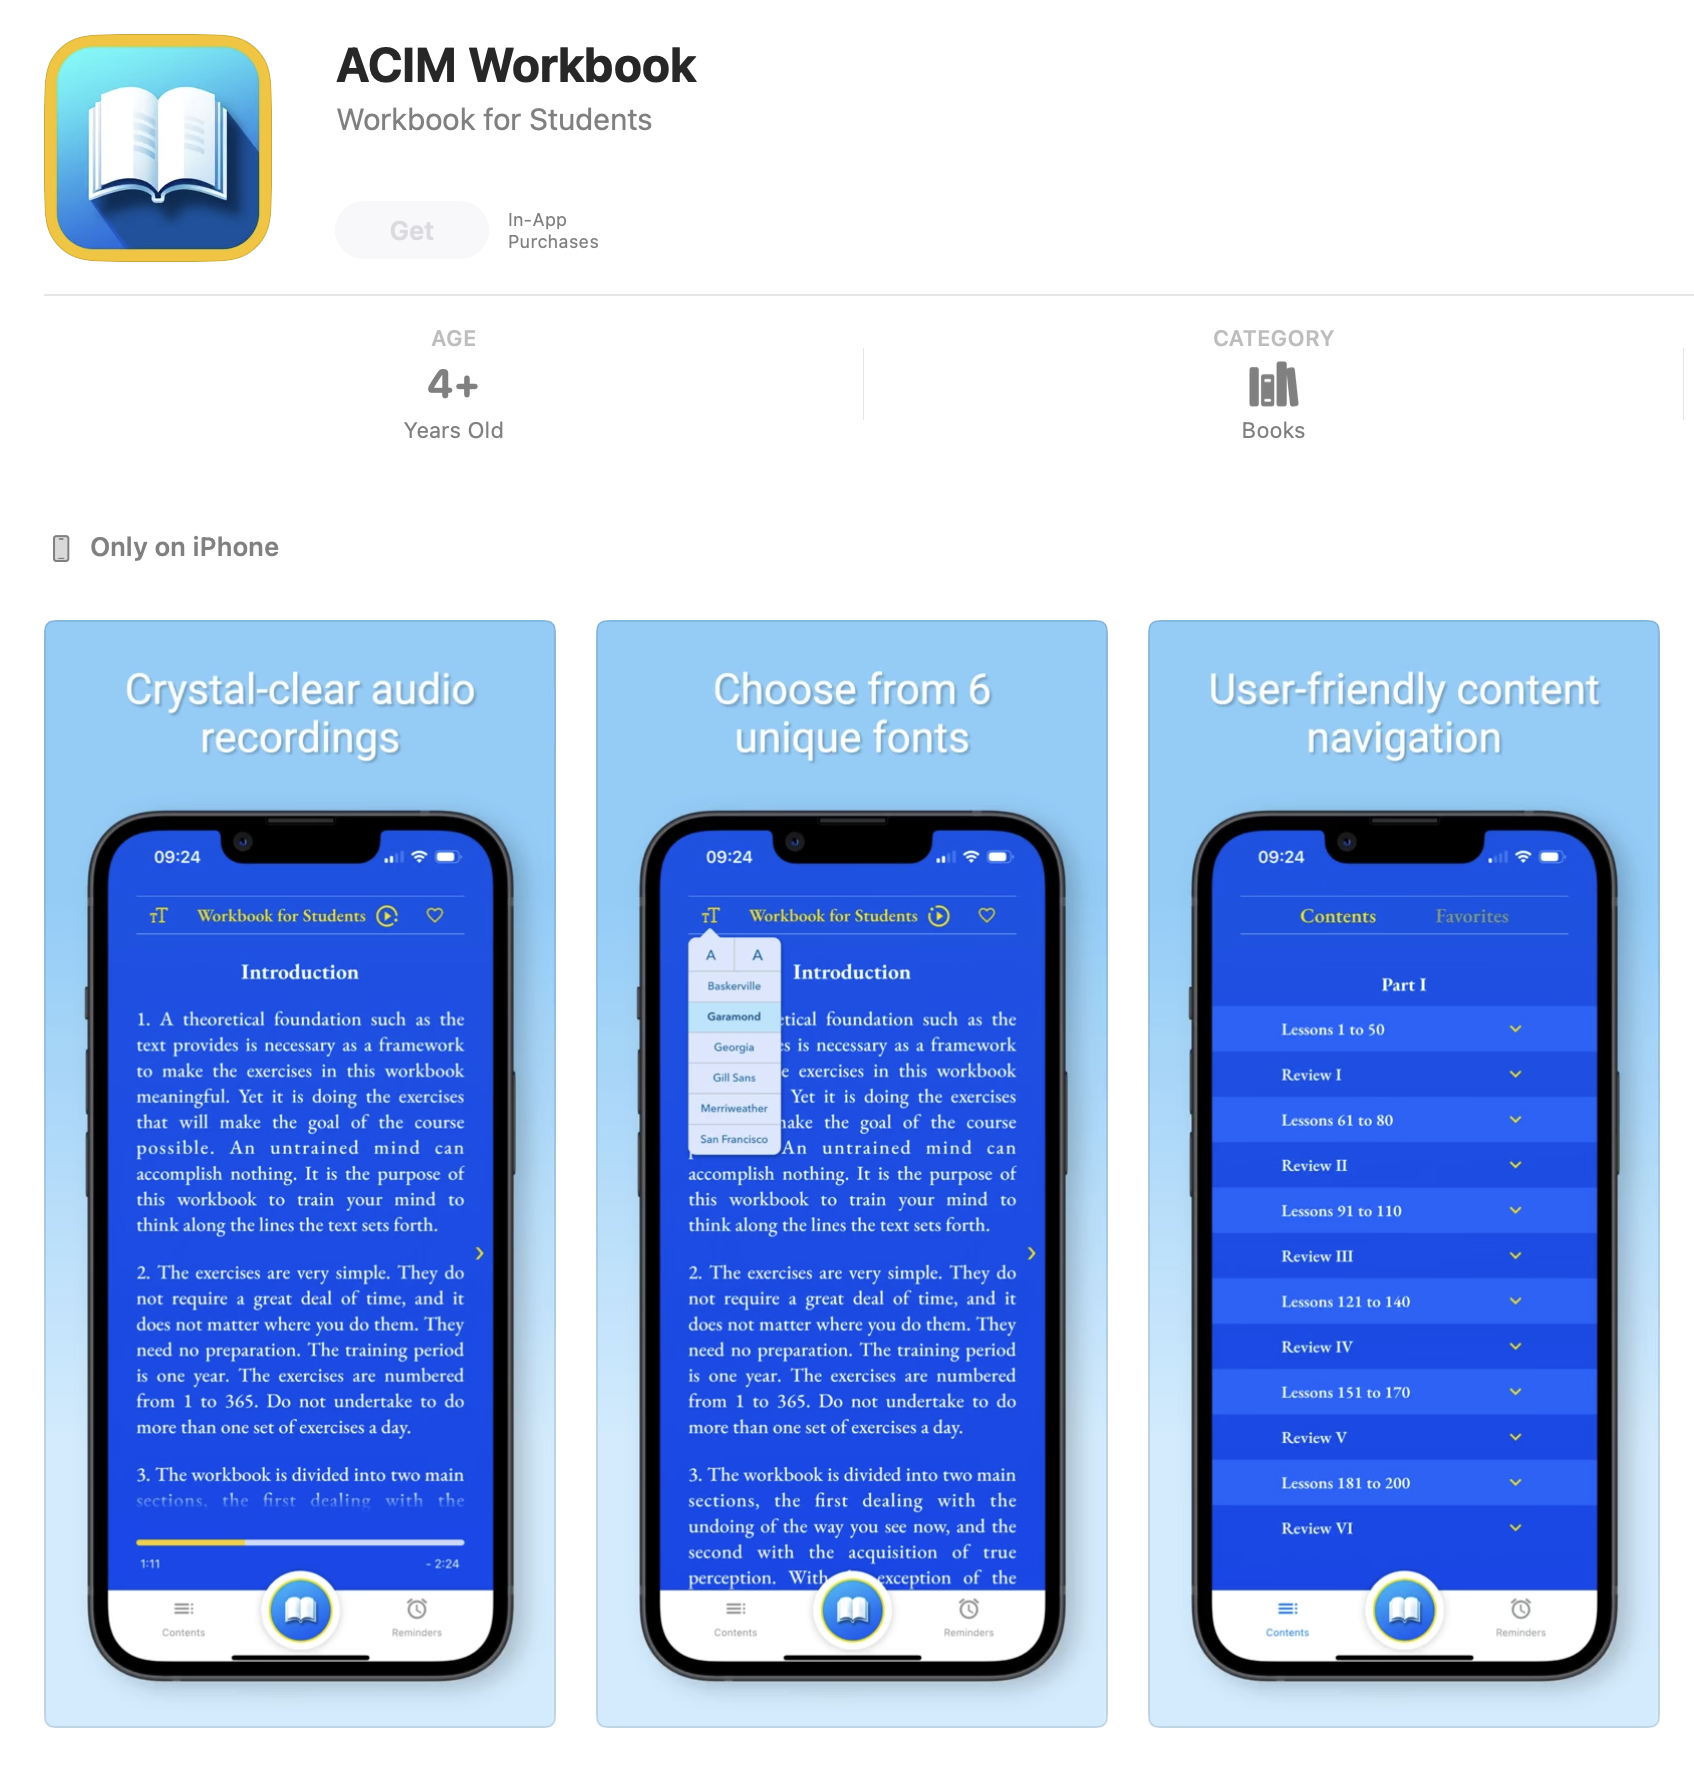 ACIM Workbook
Workbook for Students
Get
In-App
Purchases
AGE
4+
Years Old
CATEGORY
Books
Only on iPhone
Crystal-clear audio
recordings
09:24
TT
Workbook for Students
Introduction
1. A theoretical foundation such as the
text provides is necessary as a framework
to make the exercises in this workbook
meaningful. Yet it is doing the exercises
that will make the goal of the course
possible. An untrained mind can
accomplish nothing. It is the purpose of
this workbook to train your mind to
think along the lines the text sets forth.
2. The exercises are very simple. They do
not require a great deal of time, and it
does not matter where you do them. They
need no preparation. The training period
is one year. The exercises are numbered
from 1 to 365. Do not undertake to do
more than one set of exercises a day.
3. The workbook is divided into two main
sections, the first dealing with the
1:11
- 2:24
Contents
Reminders
Choose from 6
unique fonts
09:24
TT
Workbook for Students
A A
Baskerville
Garamond
Georgia
Gill Sans
Merriweather
San Francisco
Introduction
tical foundation such as the
s is necessary as a framework
e exercises in this workbook
Yet it is doing the exercises
ake the goal of the course
An untrained mind can
accomplish nothing. It is the purpose of
this workbook to train your mind to
think along the lines the text sets forth.
2. The exercises are very simple. They do
not require a great deal of time, and it
does not matter where you do them. They
need no preparation. The training period
is one year. The exercises are numbered
from 1 to 365. Do not undertake to do
more than one set of exercises a day.
3. The workbook is divided into two main
sections, the first dealing with the
undoing of the way you see now, and the
second with the acquisition of true
perception. With exception of the
Contents
Reminders
User-friendly content
navigation
09:24
Contents
Favorites
Part I
Lessons 1 to 50
Review I
Lessons 61 to 80
Review II
Lessons 91 to 110
Review III
Lessons 121 to 140
Review IV
Lessons 151 to 170
Review V
Lessons 181 to 200
Review VI
Contents
Reminders